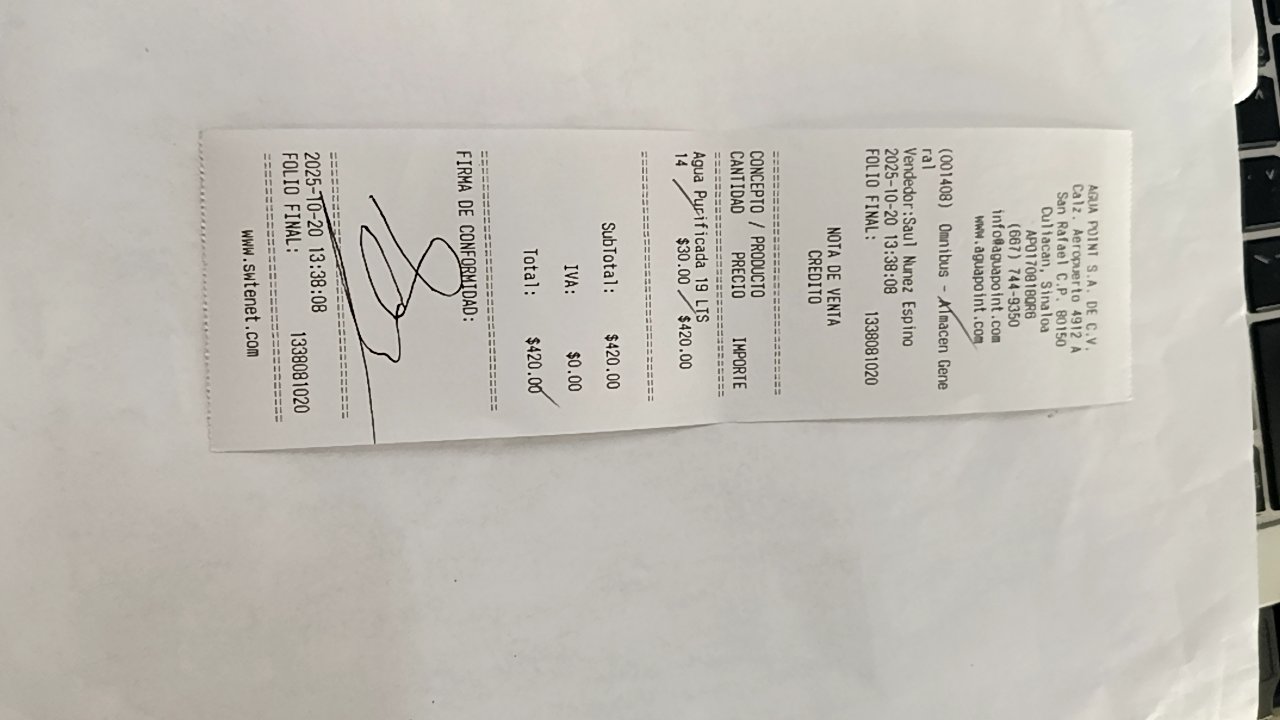 AGUA POINT S.A. DE C.V.
Calz. Aeropuerto 4912 A
San Rafael C.P. 80150
Culiacan, Sinaloa
APO170918QR6
(667) 744-9350
info@aguapoint.com
www.aguapoint.com
(001408) Omnibus - Almacen Gene
ral
Vendedor:Saul Nunez Espino
2025-10-20 13:38:08
FOLIO FINAL: 1338081020
NOTA DE VENTA
CREDITO
CONCEPTO / PRODUCTO
CANTIDAD PRECIO IMPORTE
Agua Purificada 19 LTS
14 $30.00 $420.00
SubTotal: $420.00
IVA: $0.00
Total: $420.00
FIRMA DE CONFORMIDAD:
2025-10-20 13:38:08
FOLIO FINAL: 1338081020
www.swtenet.com